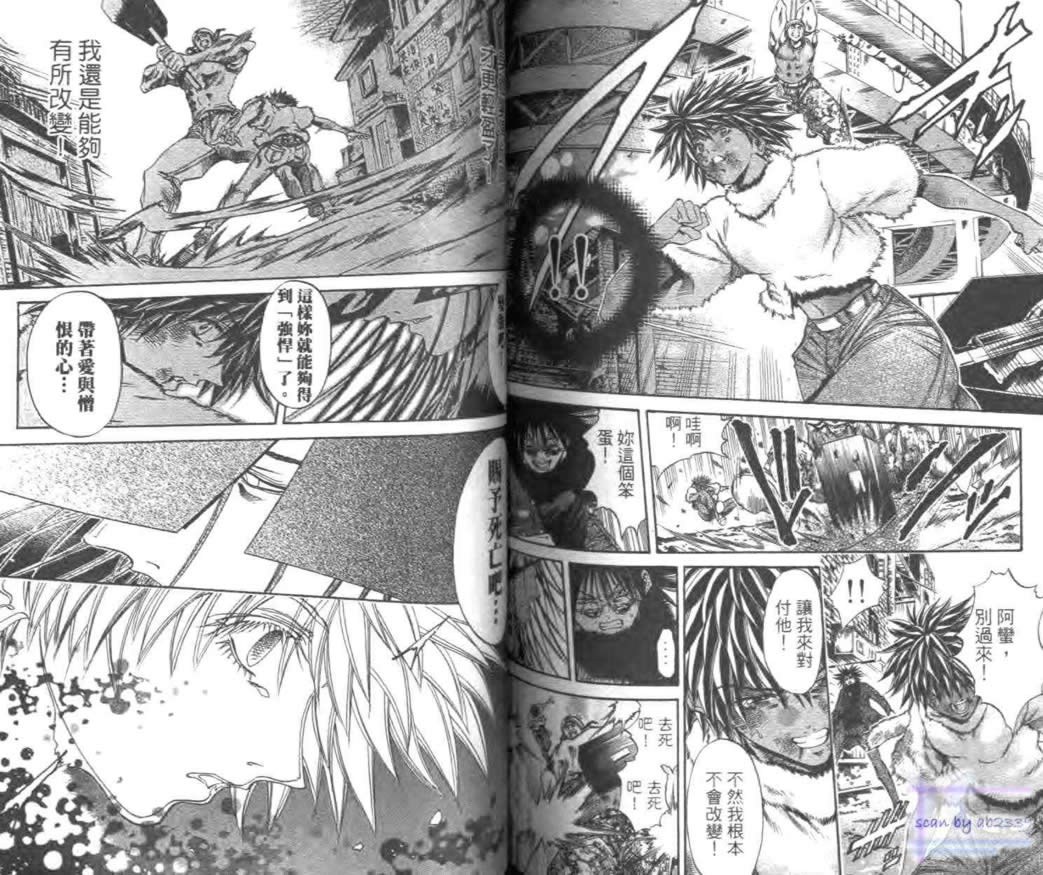 哇啊
啊！
妳這個笨
蛋！
阿蠻，
別過來！
！！
讓我來對
付他！
不然我根本
不會改變！
‥‥
去死
吧！
去死
吧！
才更輕盈了
我還是能夠
有所改變！
這樣妳就能夠得
到「強悍」了。
帶著愛與憎
恨的心…
賜予死亡吧…
scan by ab233